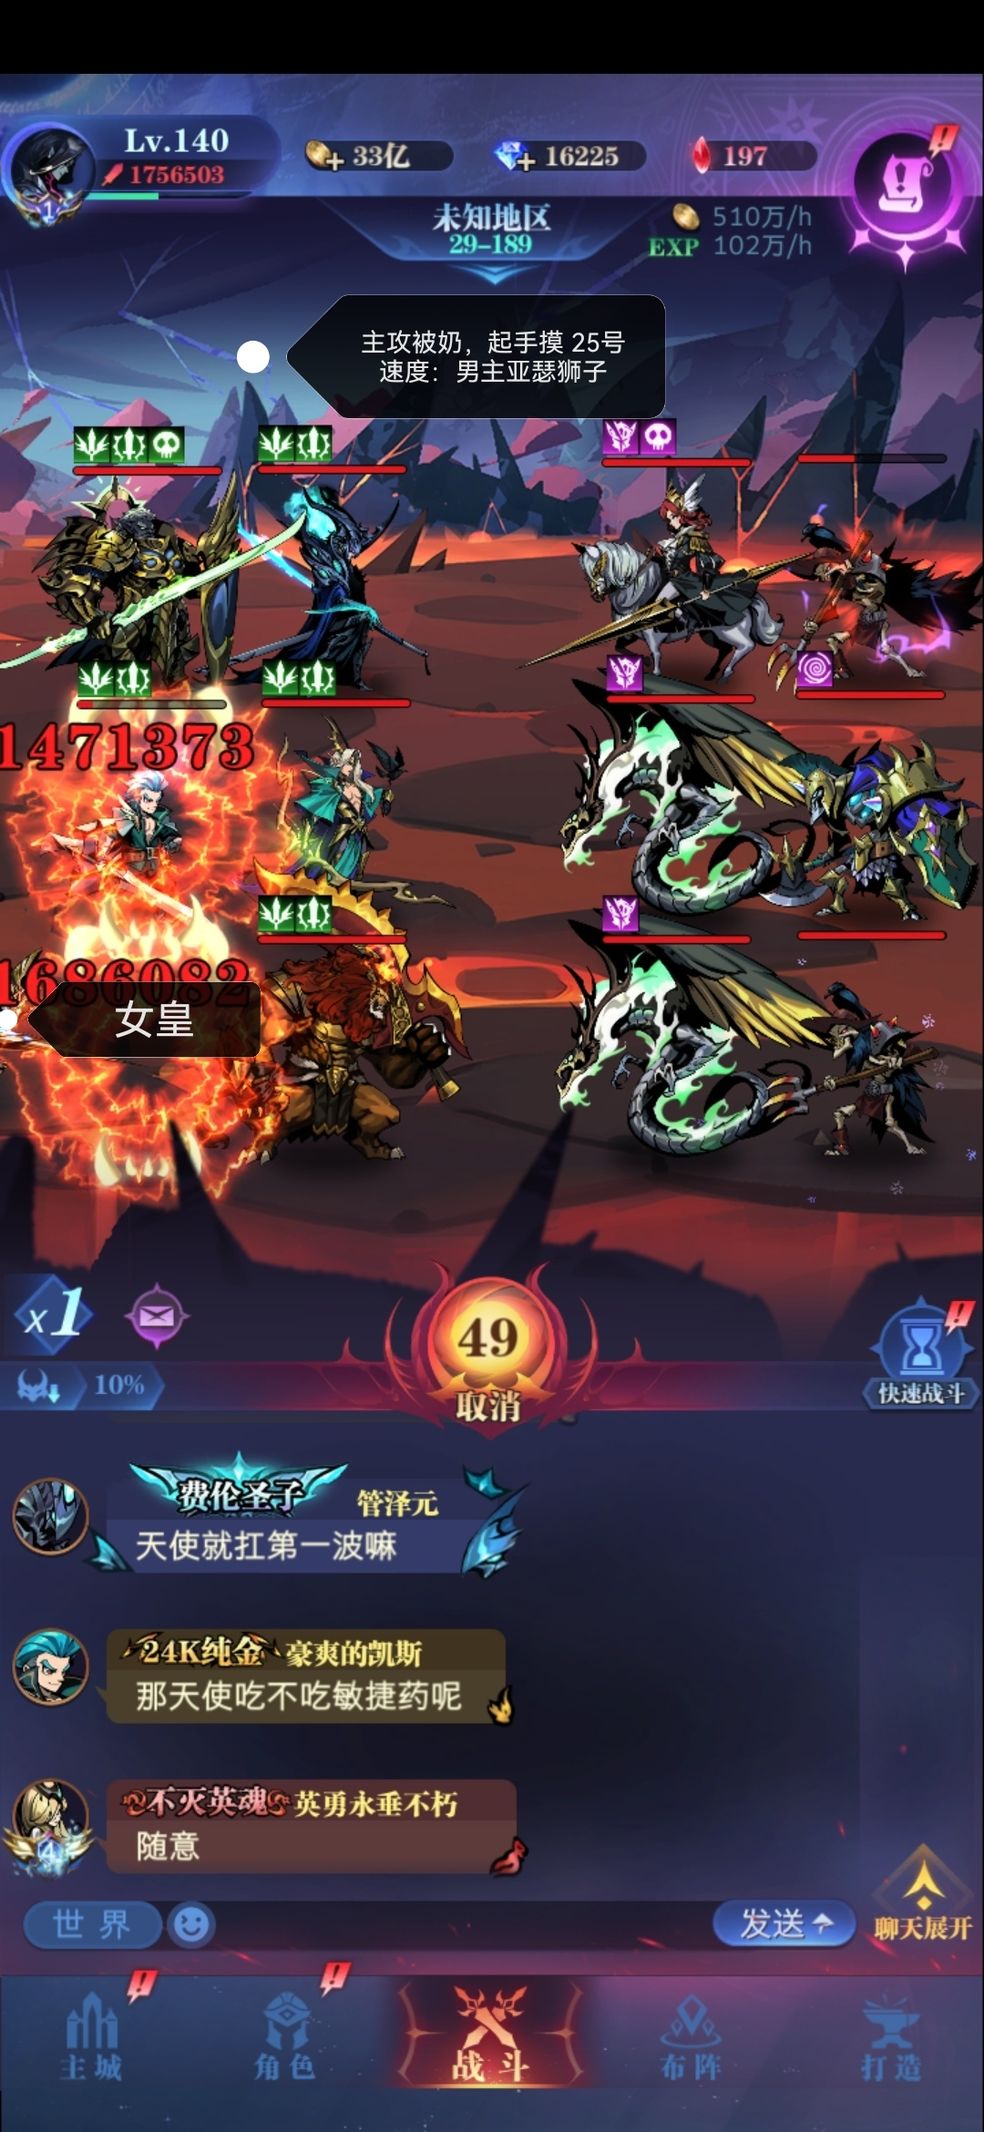 Lv.140
1756503
1
33亿
16225
197
未知地区
29-189
510万/h
EXP 102万/h
主攻被奶，起手摸 25号
速度：男主亚瑟狮子
1471373
1686082
女皇
x1
49
取消
10%
快速战斗
费伦圣子 管泽元
天使就扛第一波嘛
24K纯金 豪爽的凯斯
那天使吃不吃敏捷药呢
不灭英魂 英勇永垂不朽
4
随意
世界
发送
聊天展开
主城
角色
战斗
布阵
打造